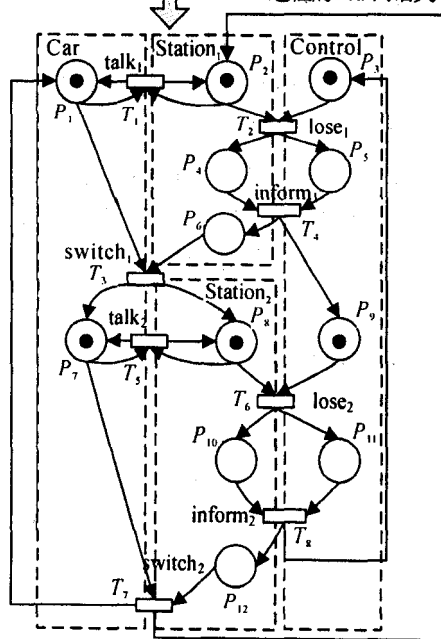 Car
Station₁
Control
talk₁
P₁
T₁
P₂
P₃
T₂
lose₁
P₄
P₅
inform₁
P₆
T₄
switch₁
T₃
Station₂
talk₂
P₈
P₉
P₇
T₅
T₆
lose₂
P₁₀
P₁₁
inform₂
T₈
switch₂
T₇
P₁₂